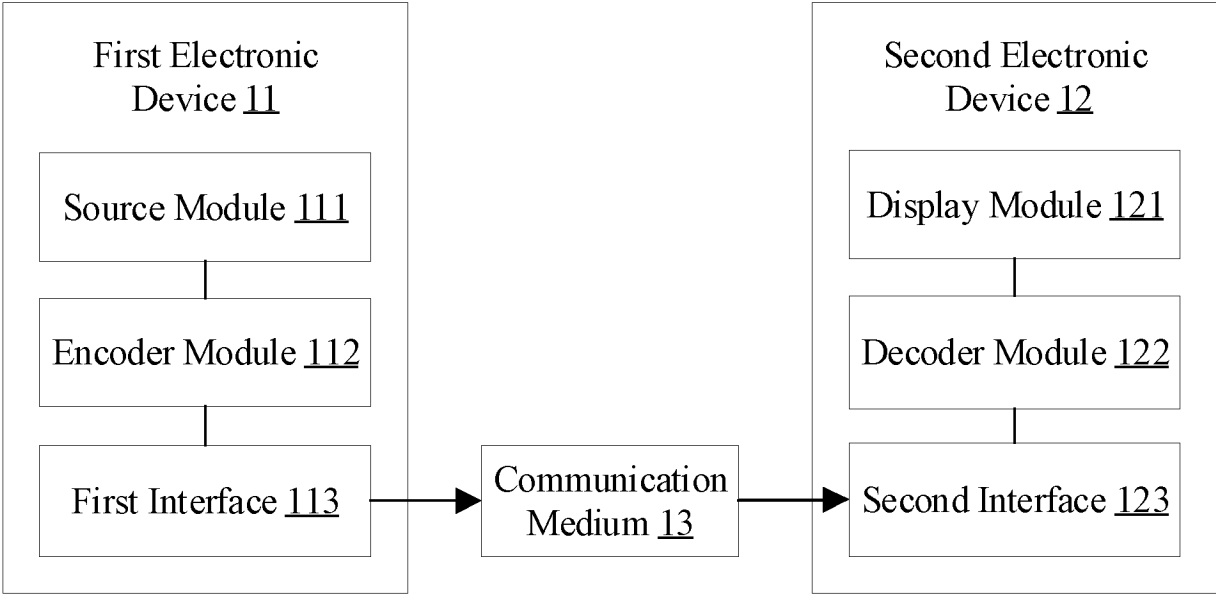 First Electronic
Device 11
Source Module 111
Encoder Module 112
First Interface 113
Communication
Medium 13
Second Electronic
Device 12
Display Module 121
Decoder Module 122
Second Interface 123